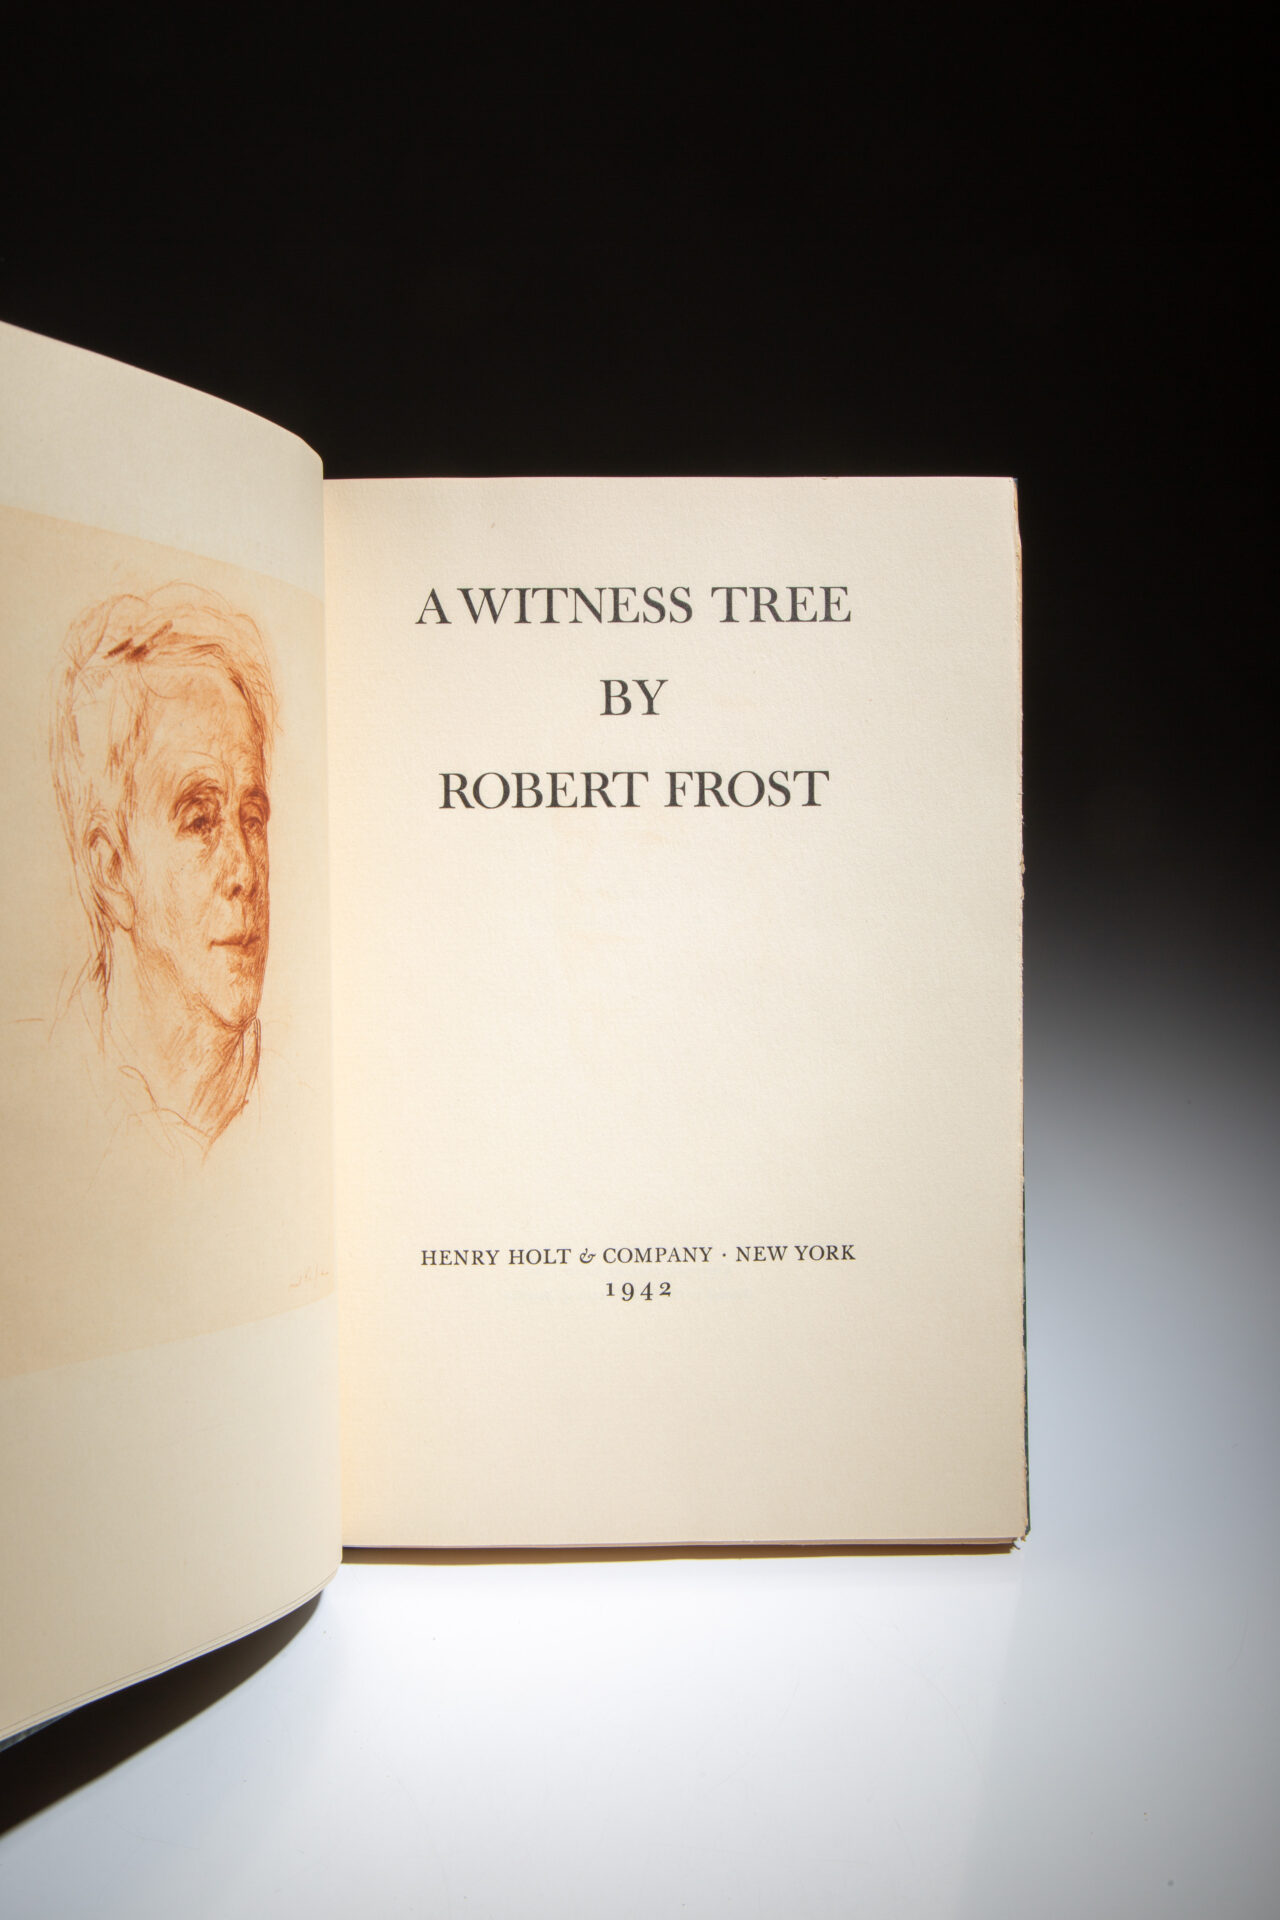 A WITNESS TREE
BY
ROBERT FROST
HENRY HOLT & COMPANY · NEW YORK
1942